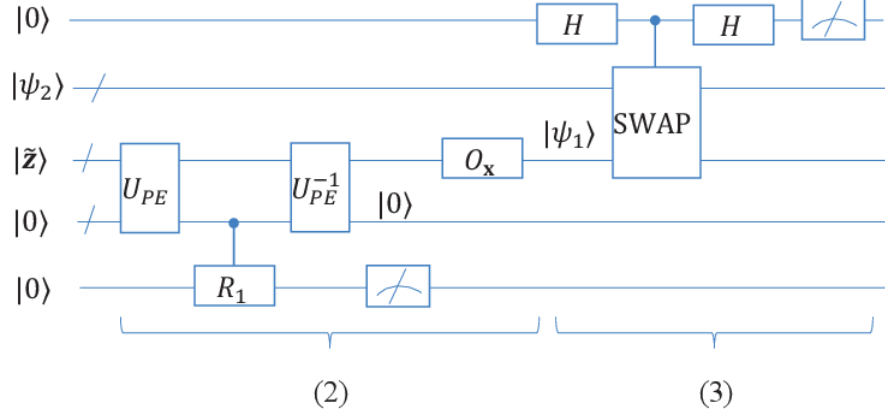 |0⟩ H H
|ψ₂⟩
|ψ₁⟩ SWAP
|z̃⟩ O_x
U_PE U_PE⁻¹
|0⟩ |0⟩
|0⟩ R₁
(2) (3)